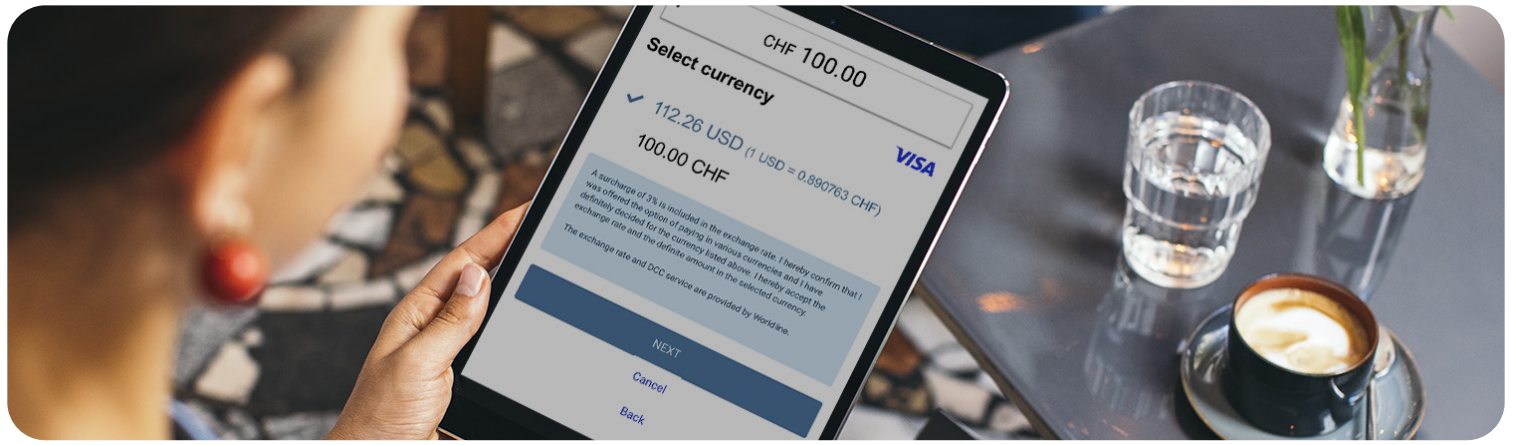 CHF 100.00
Select currency
112.26 USD (1 USD = 0.890763 CHF)
VISA
100.00 CHF
A surcharge of 3% is included in the exchange rate. I hereby confirm that I
was offered the option of paying in various currencies and I have
definitely decided for the currency listed above. I hereby accept the
exchange rate and the definite amount in the selected currency.
The exchange rate and DCC service are provided by Worldline.
NEXT
Cancel
Back